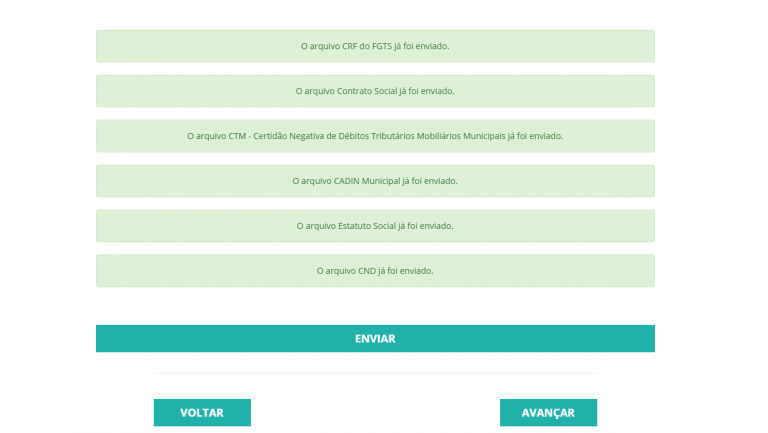 O arquivo CRF do FGTS já foi enviado.
O arquivo Contrato Social já foi enviado.
O arquivo CTM - Certidão Negativa de Débitos Tributários Mobiliários Municipais já foi enviado.
O arquivo CADIN Municipal já foi enviado.
O arquivo Estatuto Social já foi enviado.
O arquivo CND já foi enviado.
ENVIAR
VOLTAR
AVANÇAR